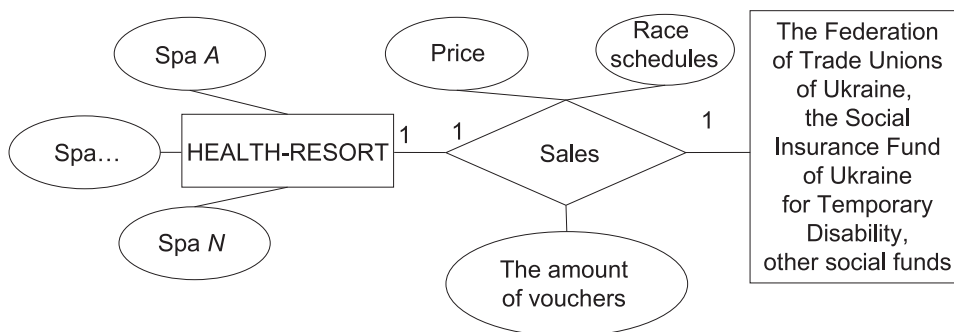 Spa A
Price
Race
schedules
The Federation
of Trade Unions
of Ukraine,
the Social
Insurance Fund
of Ukraine
for Temporary
Disability,
other social funds
Spa...
HEALTH-RESORT
1
1
Sales
1
Spa N
The amount
of vouchers